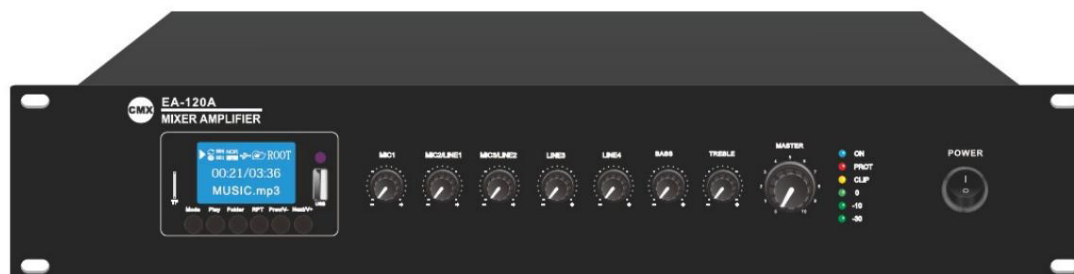 CMX
EA-120A
MIXER AMPLIFIER
ROOT
00:21/03:36
MUSIC.mp3
Mode Play Folder RPT Prev/V- Next/V+
MIC1 MIC2/LINE1 MIC3/LINE2 LINE3 LINE4 BASS TREBLE MASTER
ON
PROT
CLIP
0
-10
-30
POWER